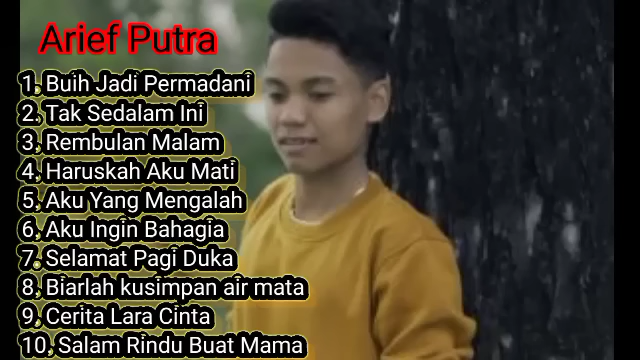 Arief Putra
1. Buih Jadi Permadani
2. Tak Sedalam Ini
3. Rembulan Malam
4. Haruskah Aku Mati
5. Aku Yang Mengalah
6. Aku Ingin Bahagia
7. Selamat Pagi Duka
8. Biarlah kusimpan air mata
9. Cerita Lara Cinta
10. Salam Rindu Buat Mama